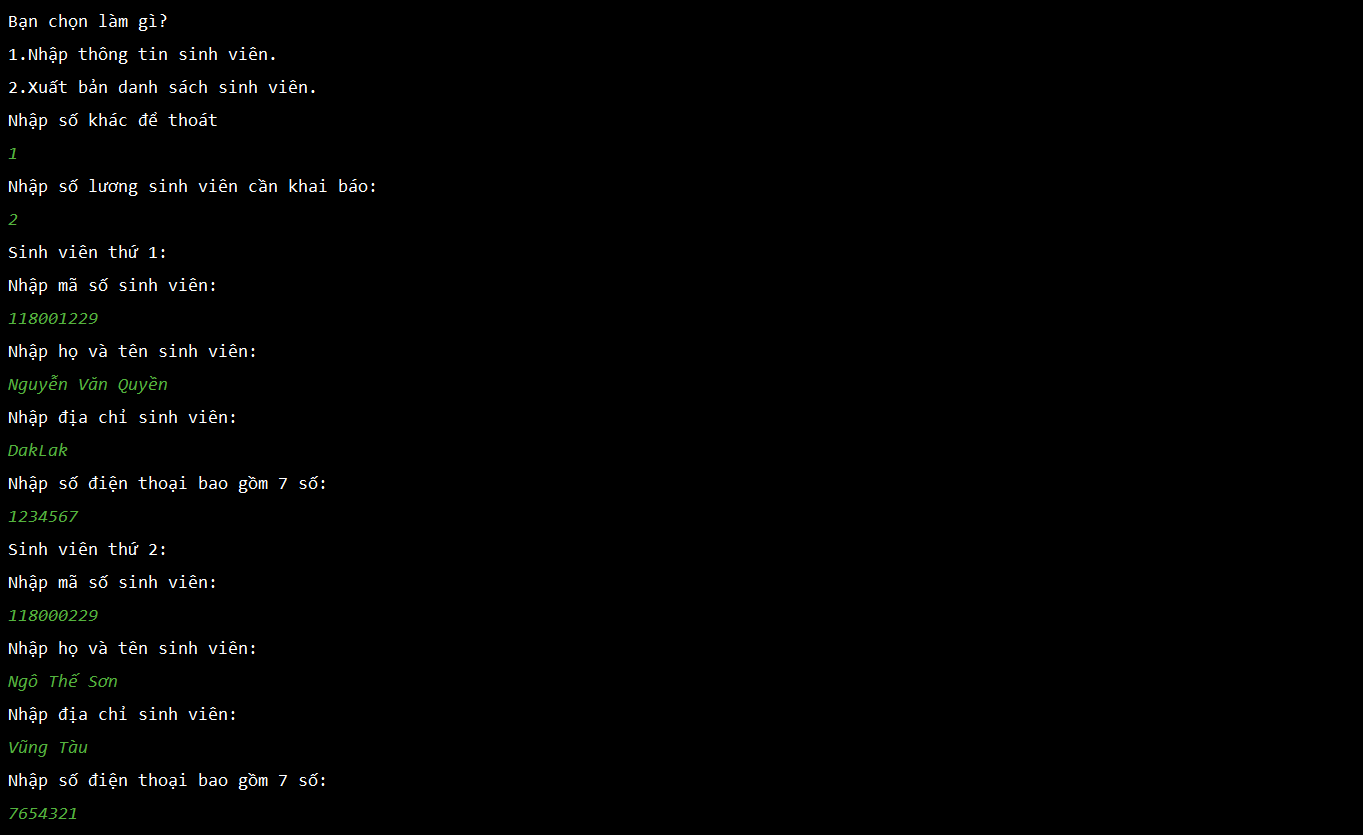 Bạn chọn làm gì?
1.Nhập thông tin sinh viên.
2.Xuất bản danh sách sinh viên.
Nhập số khác để thoát
1
Nhập số lương sinh viên cần khai báo:
2
Sinh viên thứ 1:
Nhập mã số sinh viên:
118001229
Nhập họ và tên sinh viên:
Nguyễn Văn Quyền
Nhập địa chỉ sinh viên:
DakLak
Nhập số điện thoại bao gồm 7 số:
1234567
Sinh viên thứ 2:
Nhập mã số sinh viên:
118000229
Nhập họ và tên sinh viên:
Ngô Thế Sơn
Nhập địa chỉ sinh viên:
Vũng Tàu
Nhập số điện thoại bao gồm 7 số:
7654321